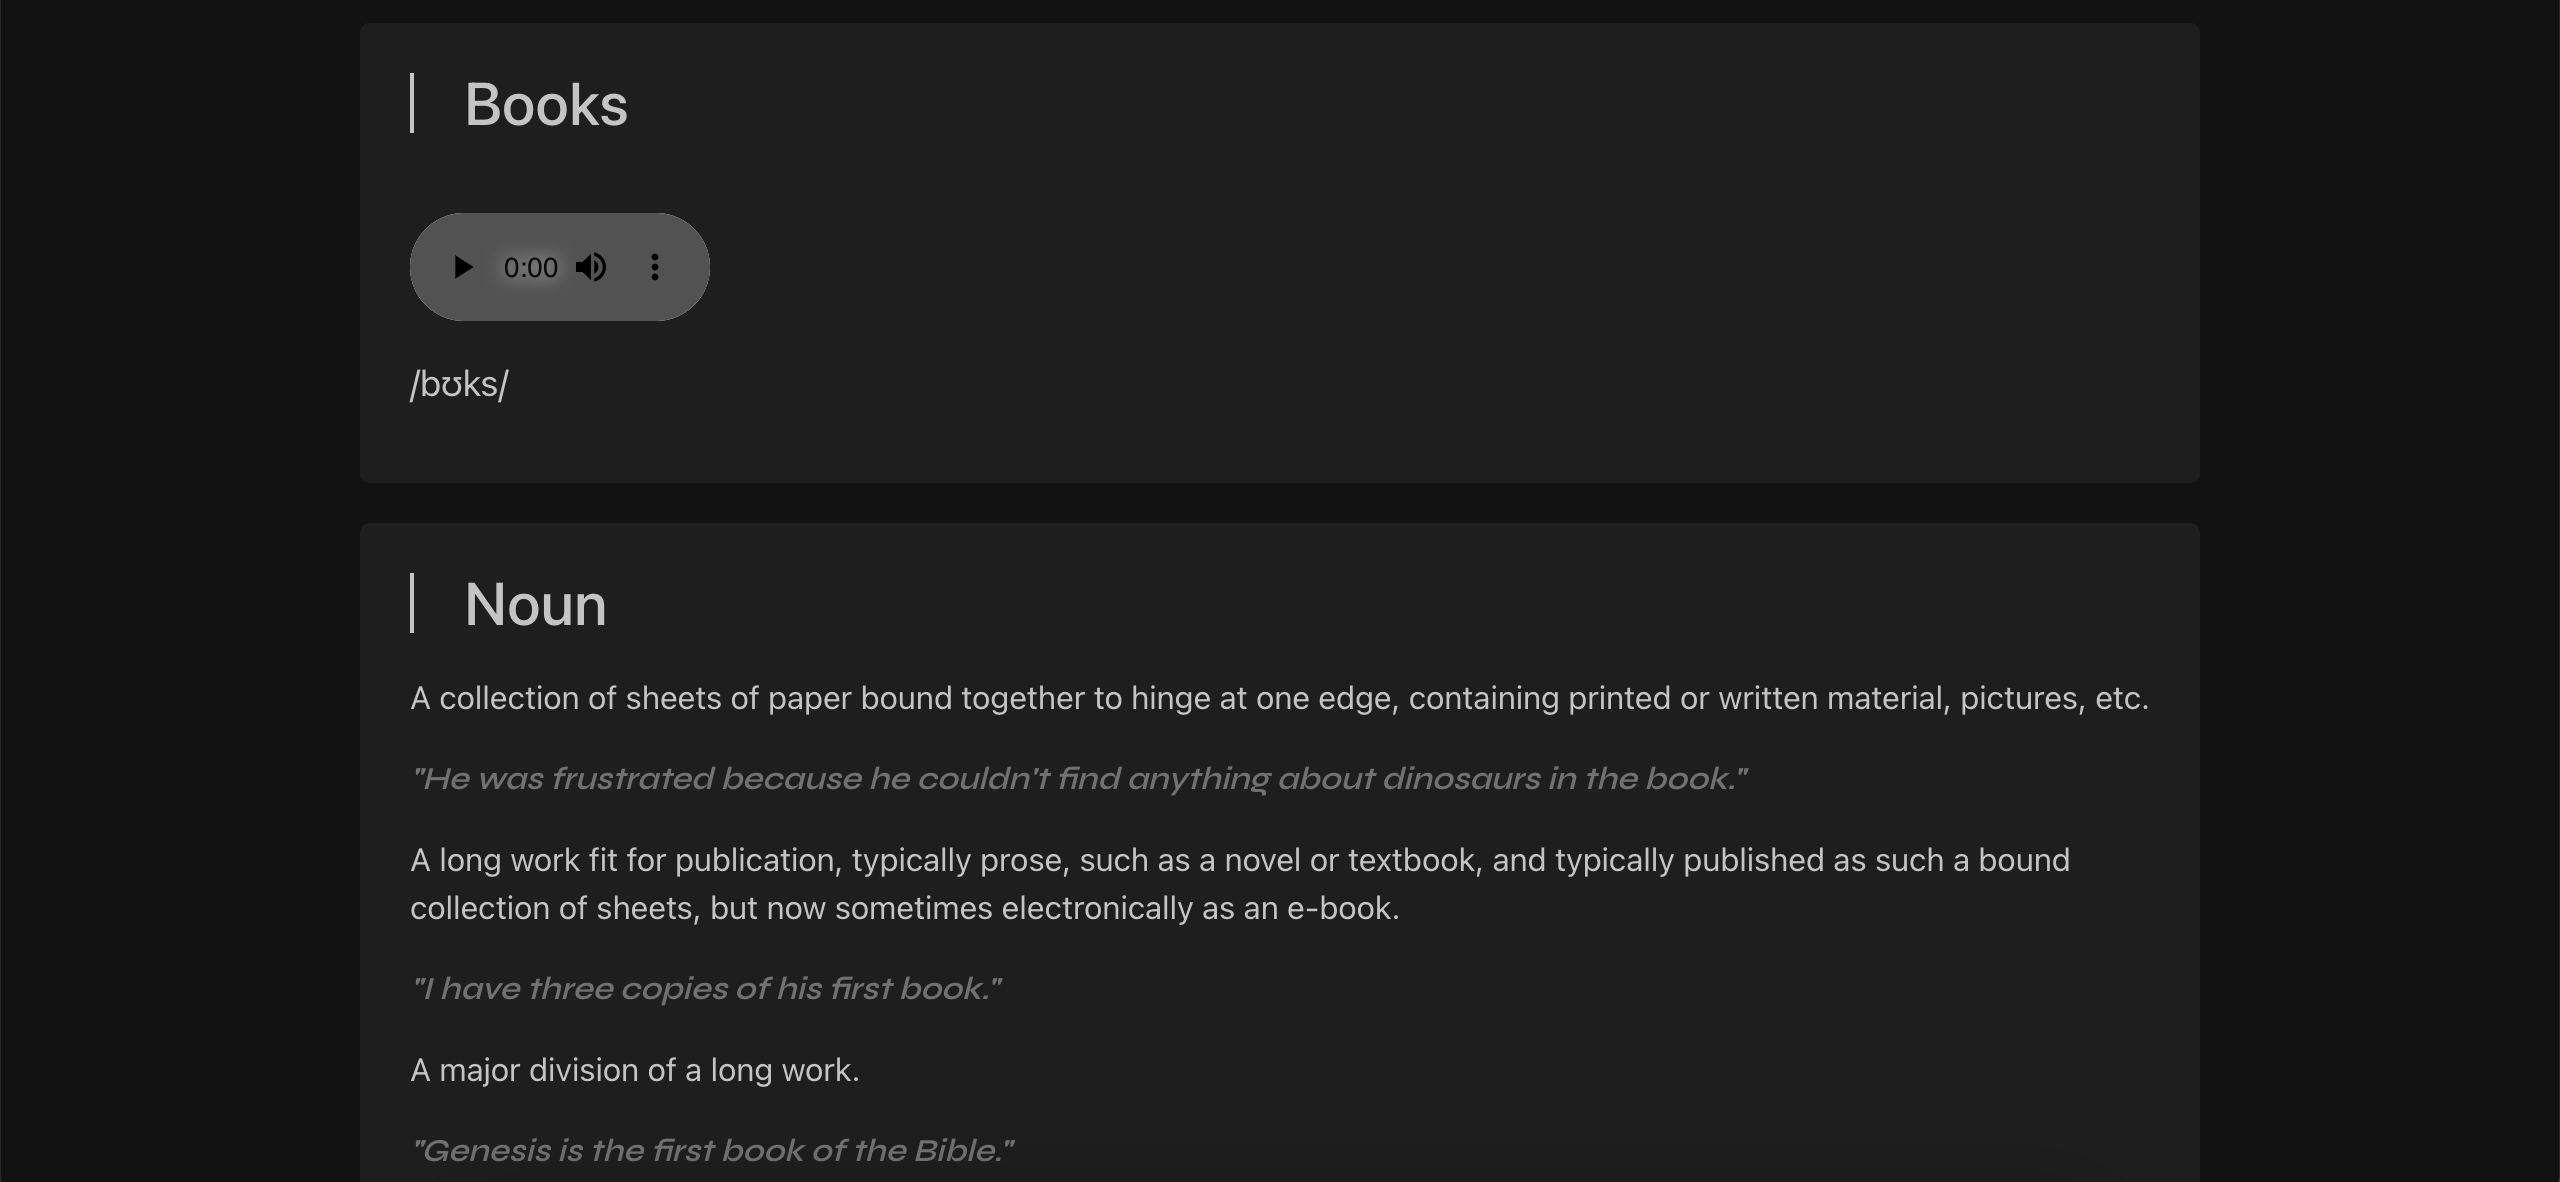 Books
0:00
/bʊks/
Noun
A collection of sheets of paper bound together to hinge at one edge, containing printed or written material, pictures, etc.
"He was frustrated because he couldn't find anything about dinosaurs in the book."
A long work fit for publication, typically prose, such as a novel or textbook, and typically published as such a bound
collection of sheets, but now sometimes electronically as an e-book.
"I have three copies of his first book."
A major division of a long work.
"Genesis is the first book of the Bible."